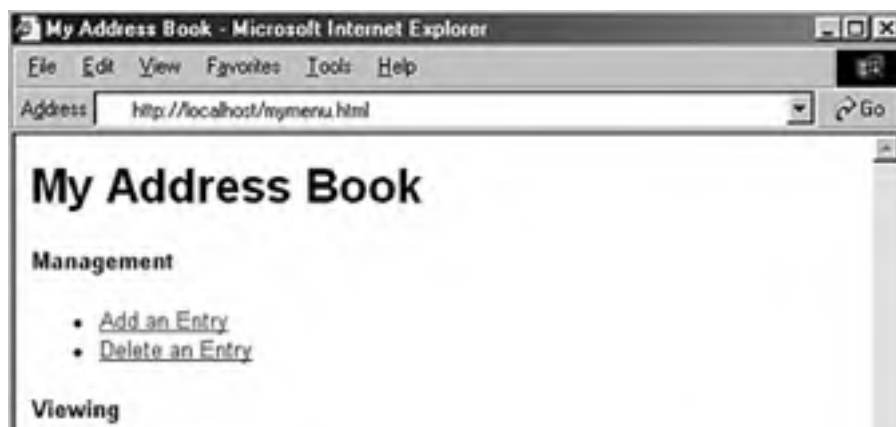 My Address Book - Microsoft Internet Explorer
File Edit View Favorites Tools Help
Address http://localhost/mymenu.html Go
My Address Book
Management
• Add an Entry
• Delete an Entry
Viewing